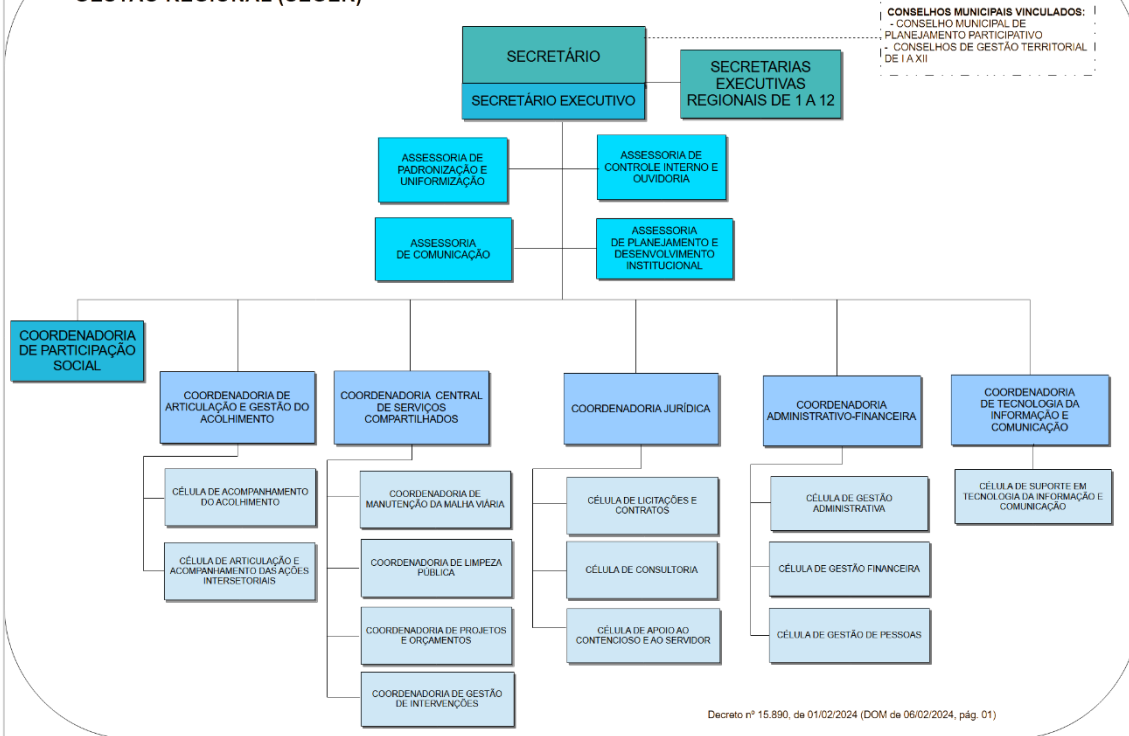 GESTÃO REGIONAL (SEGER)
CONSELHOS MUNICIPAIS VINCULADOS:
- CONSELHO MUNICIPAL DE
PLANEJAMENTO PARTICIPATIVO
- CONSELHOS DE GESTÃO TERRITORIAL
DE I A XII
SECRETÁRIO
SECRETÁRIO EXECUTIVO
SECRETARIAS
EXECUTIVAS
REGIONAIS DE 1 A 12
ASSESSORIA DE
PADRONIZAÇÃO E
UNIFORMIZAÇÃO
ASSESSORIA DE
CONTROLE INTERNO E
OUVIDORIA
ASSESSORIA
DE COMUNICAÇÃO
ASSESSORIA
DE PLANEJAMENTO E
DESENVOLVIMENTO
INSTITUCIONAL
COORDENADORIA
DE PARTICIPAÇÃO
SOCIAL
COORDENADORIA DE
ARTICULAÇÃO E GESTÃO DO
ACOLHIMENTO
COORDENADORIA CENTRAL
DE SERVIÇOS
COMPARTILHADOS
COORDENADORIA JURÍDICA
COORDENADORIA
ADMINISTRATIVO-FINANCEIRA
COORDENADORIA
DE TECNOLOGIA DA
INFORMAÇÃO E
COMUNICAÇÃO
CÉLULA DE ACOMPANHAMENTO
DO ACOLHIMENTO
CÉLULA DE ARTICULAÇÃO E
ACOMPANHAMENTO DAS AÇÕES
INTERSETORIAIS
COORDENADORIA DE
MANUTENÇÃO DA MALHA VIÁRIA
COORDENADORIA DE LIMPEZA
PÚBLICA
COORDENADORIA DE PROJETOS
E ORÇAMENTOS
COORDENADORIA DE GESTÃO
DE INTERVENÇÕES
CÉLULA DE LICITAÇÕES E
CONTRATOS
CÉLULA DE CONSULTORIA
CÉLULA DE APOIO AO
CONTENCIOSO E AO SERVIDOR
CÉLULA DE GESTÃO
ADMINISTRATIVA
CÉLULA DE GESTÃO FINANCEIRA
CÉLULA DE GESTÃO DE PESSOAS
CÉLULA DE SUPORTE EM
TECNOLOGIA DA INFORMAÇÃO E
COMUNICAÇÃO
Decreto nº 15.890, de 01/02/2024 (DOM de 06/02/2024, pág. 01)